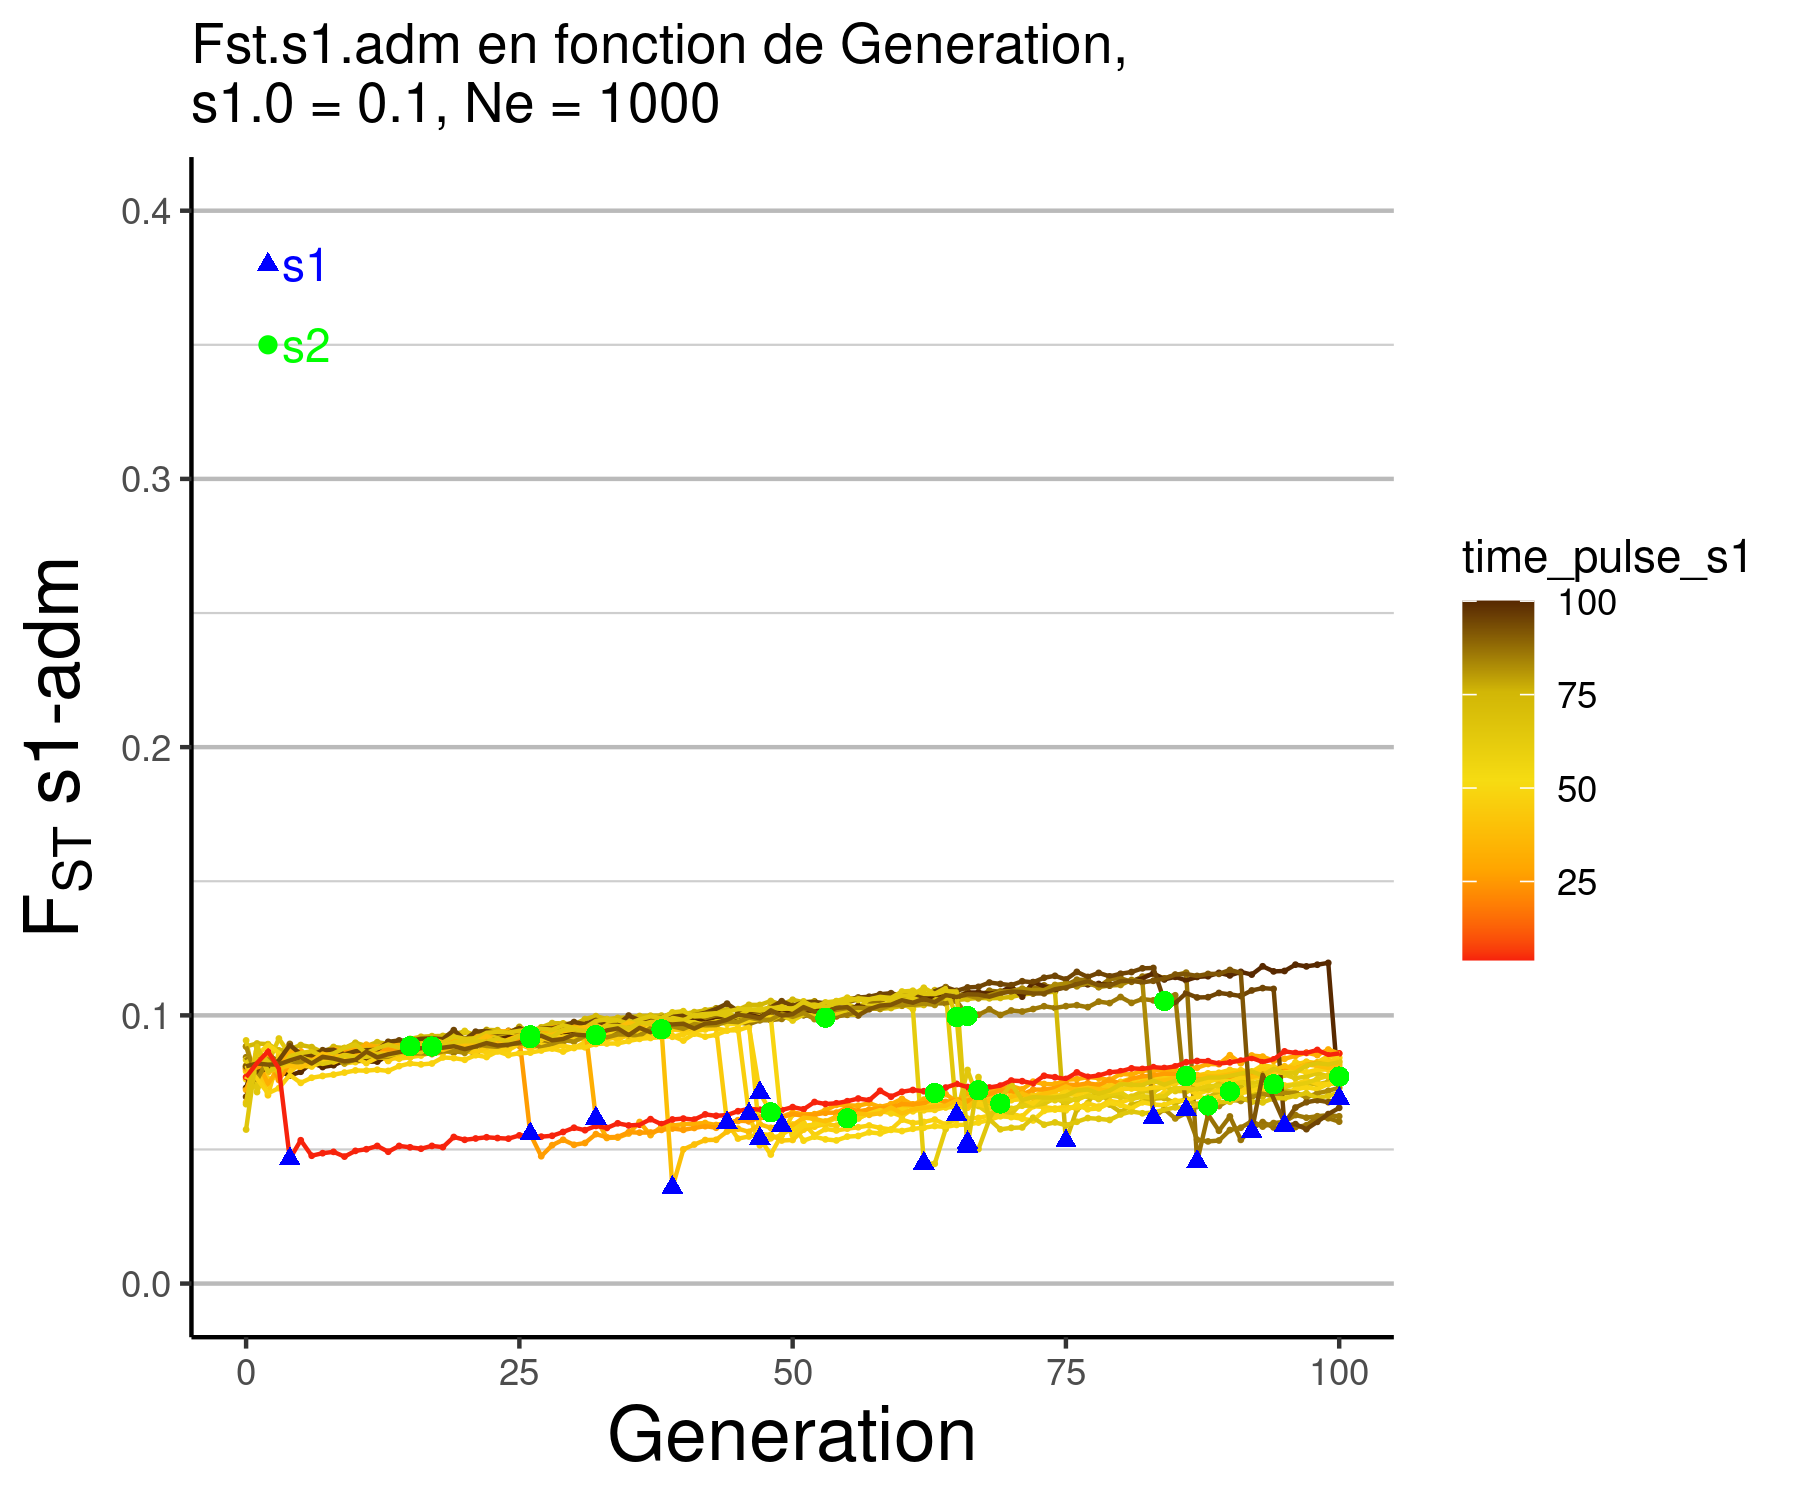 Fst.s1.adm en fonction de Generation,
s1.0 = 0.1, Ne = 1000
0.4
s1
s2
0.3
0.2
0.1
0.0
FST s1-adm
0 25 50 75 100
Generation
time_pulse_s1
100
75
50
25